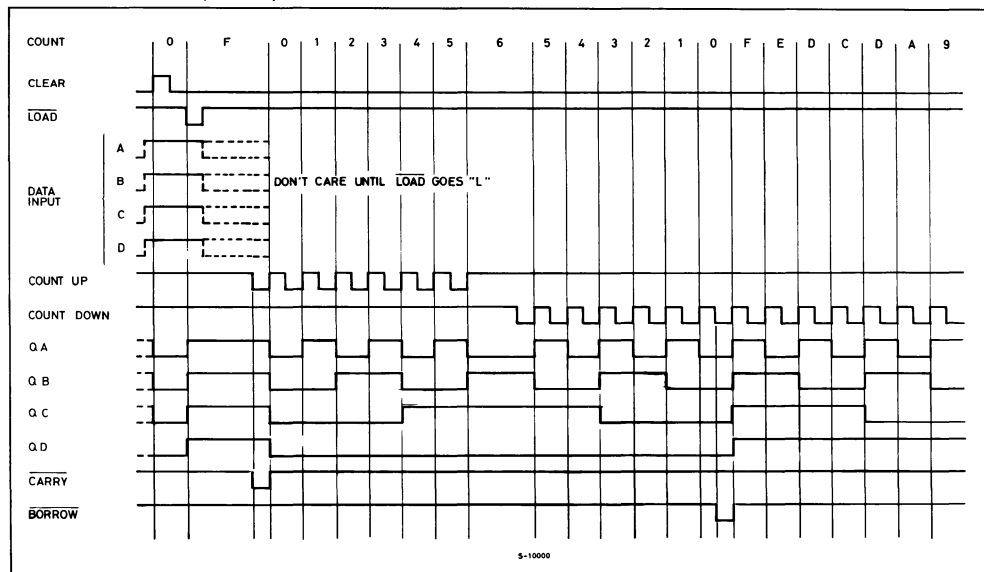 COUNT 0 F 0 1 2 3 4 5 6 5 4 3 2 1 0 F E D C D A 9
CLEAR
LOAD
DATA INPUT
A
B
C
D
DON'T CARE UNTIL LOAD GOES "L"
COUNT UP
COUNT DOWN
Q A
Q B
Q C
Q D
CARRY
BORROW
S-10000